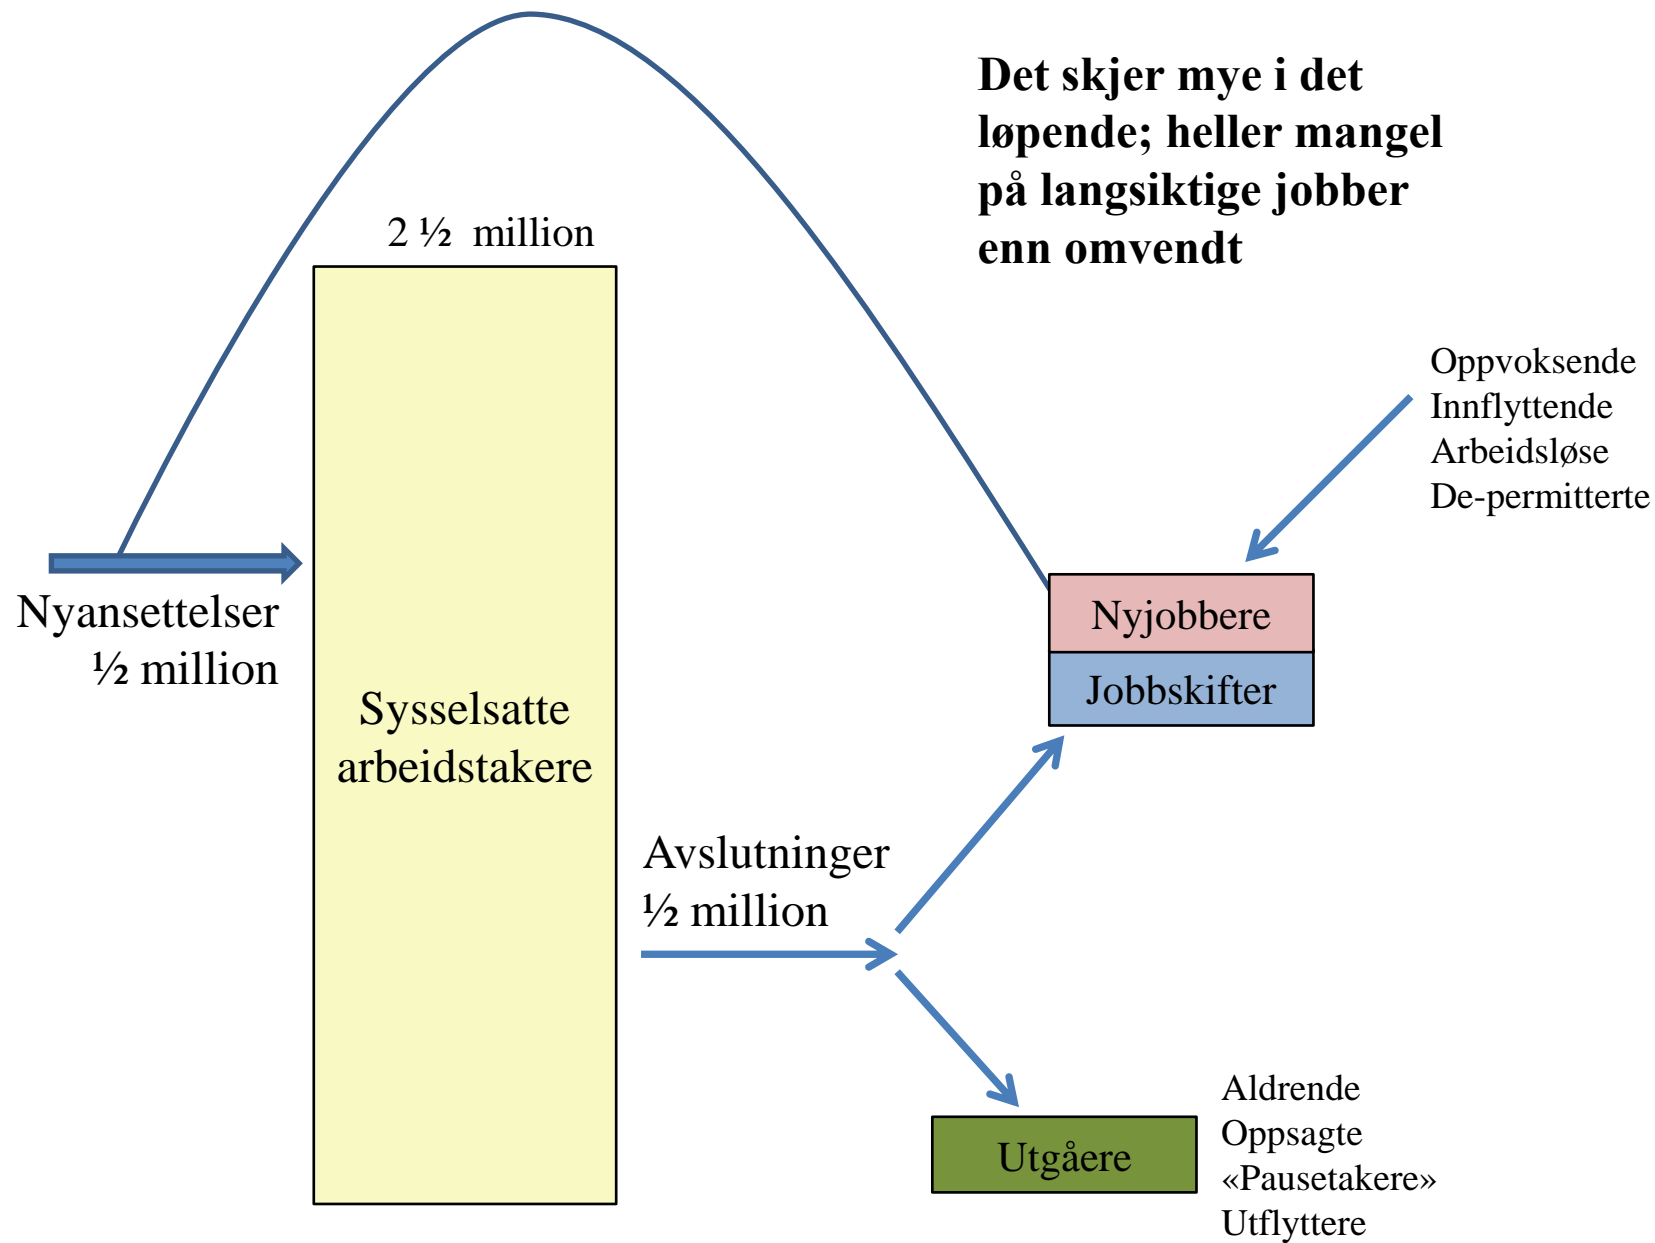 Det skjer mye i det
løpende; heller mangel
på langsiktige jobber
enn omvendt
2 ½ million
Oppvoksende
Innflyttende
Arbeidsløse
De-permitterte
Nyansettelser
½ million
Nyjobbere
Jobbskifter
Sysselsatte
arbeidstakere
Avslutninger
½ million
Utgåere
Aldrende
Oppsagte
«Pausetakere»
Utflyttere